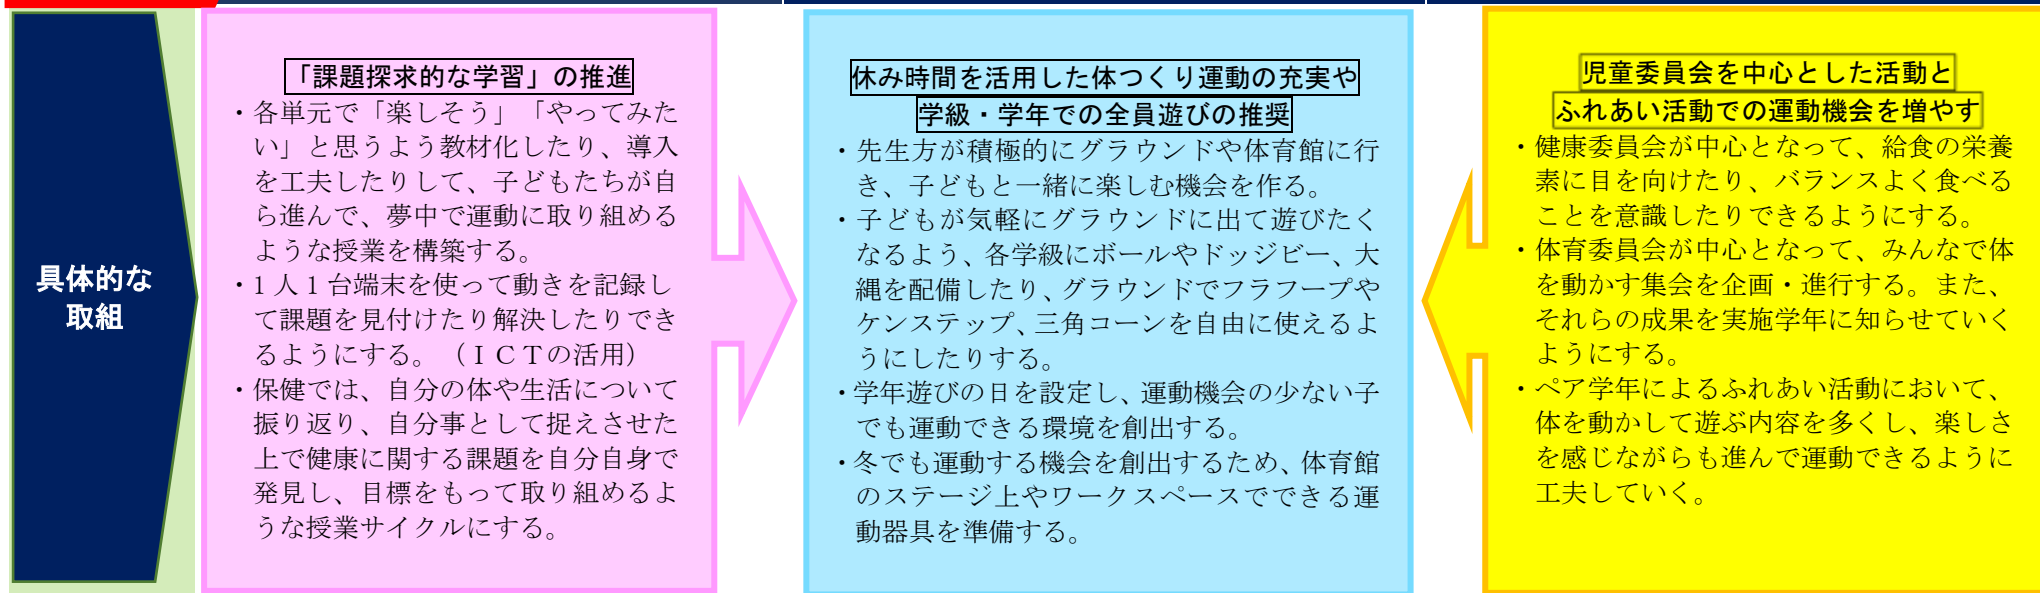 具体的な
取組
「課題探求的な学習」の推進
・各単元で「楽しそう」「やってみた
い」と思うよう教材化したり、導入
を工夫したりして、子どもたちが自
ら進んで、夢中で運動に取り組める
ような授業を構築する。
・1人1台端末を使って動きを記録し
て課題を見付けたり解決したりでき
るようにする。（ＩＣＴの活用）
・保健では、自分の体や生活について
振り返り、自分事として捉えさせた
上で健康に関する課題を自分自身で
発見し、目標をもって取り組めるよ
うな授業サイクルにする。
休み時間を活用した体つくり運動の充実や
学級・学年での全員遊びの推奨
・先生方が積極的にグラウンドや体育館に行
き、子どもと一緒に楽しむ機会を作る。
・子どもが気軽にグラウンドに出て遊びたく
なるよう、各学級にボールやドッジビー、大
縄を配備したり、グラウンドでフラフープや
ケンステップ、三角コーンを自由に使えるよ
うにしたりする。
・学年遊びの日を設定し、運動機会の少ない子
でも運動できる環境を創出する。
・冬でも運動する機会を創出するため、体育館
のステージ上やワークスペースでできる運
動器具を準備する。
児童委員会を中心とした活動と
ふれあい活動での運動機会を増やす
・健康委員会が中心となって、給食の栄養
素に目を向けたり、バランスよく食べる
ことを意識したりできるようにする。
・体育委員会が中心となって、みんなで体
を動かす集会を企画・進行する。また、
それらの成果を実施学年に知らせていく
ようにする。
・ペア学年によるふれあい活動において、
体を動かして遊ぶ内容を多くし、楽しさ
を感じながらも進んで運動できるように
工夫していく。